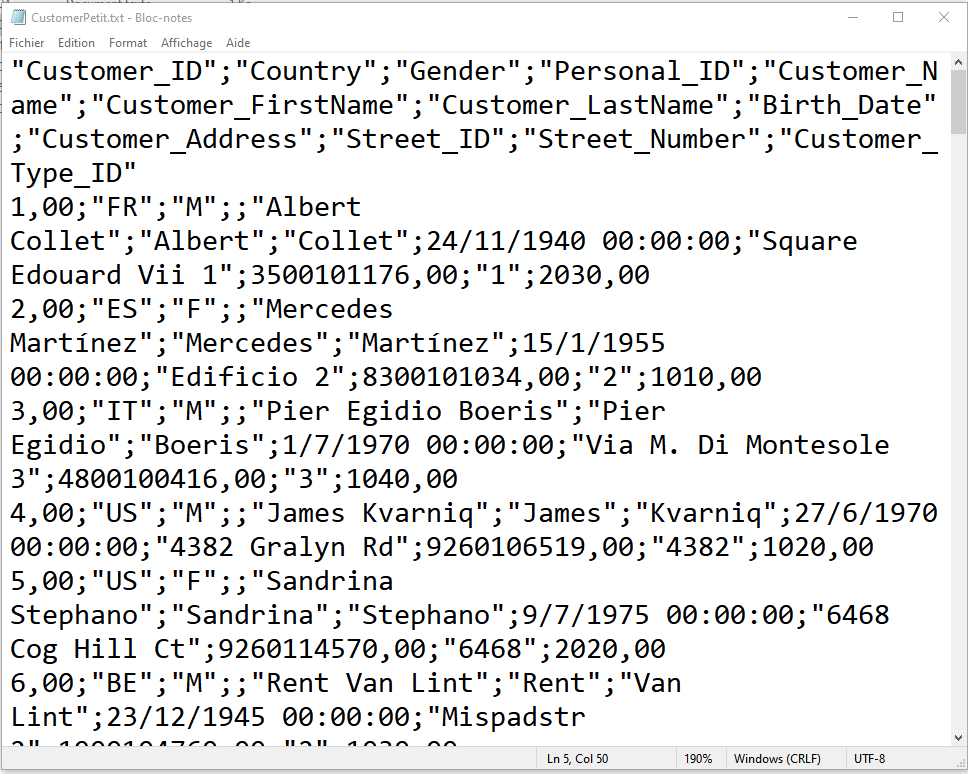 CustomerPetit.txt - Bloc-notes
Fichier Edition Format Affichage Aide
"Customer_ID";"Country";"Gender";"Personal_ID";"Customer_N
ame";"Customer_FirstName";"Customer_LastName";"Birth_Date"
;"Customer_Address";"Street_ID";"Street_Number";"Customer_
Type_ID"
1,00;"FR";"M";;"Albert
Collet";"Albert";"Collet";24/11/1940 00:00:00;"Square
Edouard Vii 1";3500101176,00;"1";2030,00
2,00;"ES";"F";;"Mercedes
Martínez";"Mercedes";"Martínez";15/1/1955
00:00:00;"Edificio 2";8300101034,00;"2";1010,00
3,00;"IT";"M";;"Pier Egidio Boeris";"Pier
Egidio";"Boeris";1/7/1970 00:00:00;"Via M. Di Montesole
3";4800100416,00;"3";1040,00
4,00;"US";"M";;"James Kvarniq";"James";"Kvarniq";27/6/1970
00:00:00;"4382 Gralyn Rd";9260106519,00;"4382";1020,00
5,00;"US";"F";;"Sandrina
Stephano";"Sandrina";"Stephano";9/7/1975 00:00:00;"6468
Cog Hill Ct";9260114570,00;"6468";2020,00
6,00;"BE";"M";;"Rent Van Lint";"Rent";"Van
Lint";23/12/1945 00:00:00;"Mispadstr
Ln 5, Col 50 190% Windows (CRLF) UTF-8